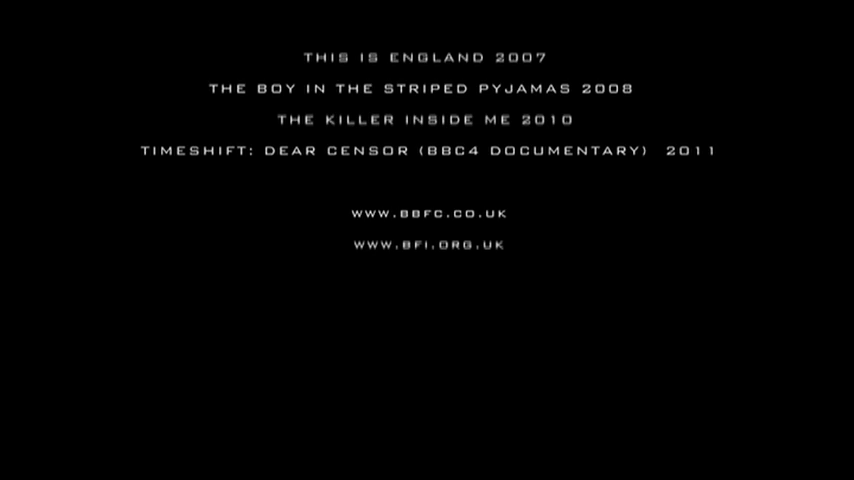 THIS IS ENGLAND 2007
THE BOY IN THE STRIPED PYJAMAS 2008
THE KILLER INSIDE ME 2010
TIMESHIFT: DEAR CENSOR (BBC4 DOCUMENTARY) 2011
WWW.BBFC.CO.UK
WWW.BFI.ORG.UK